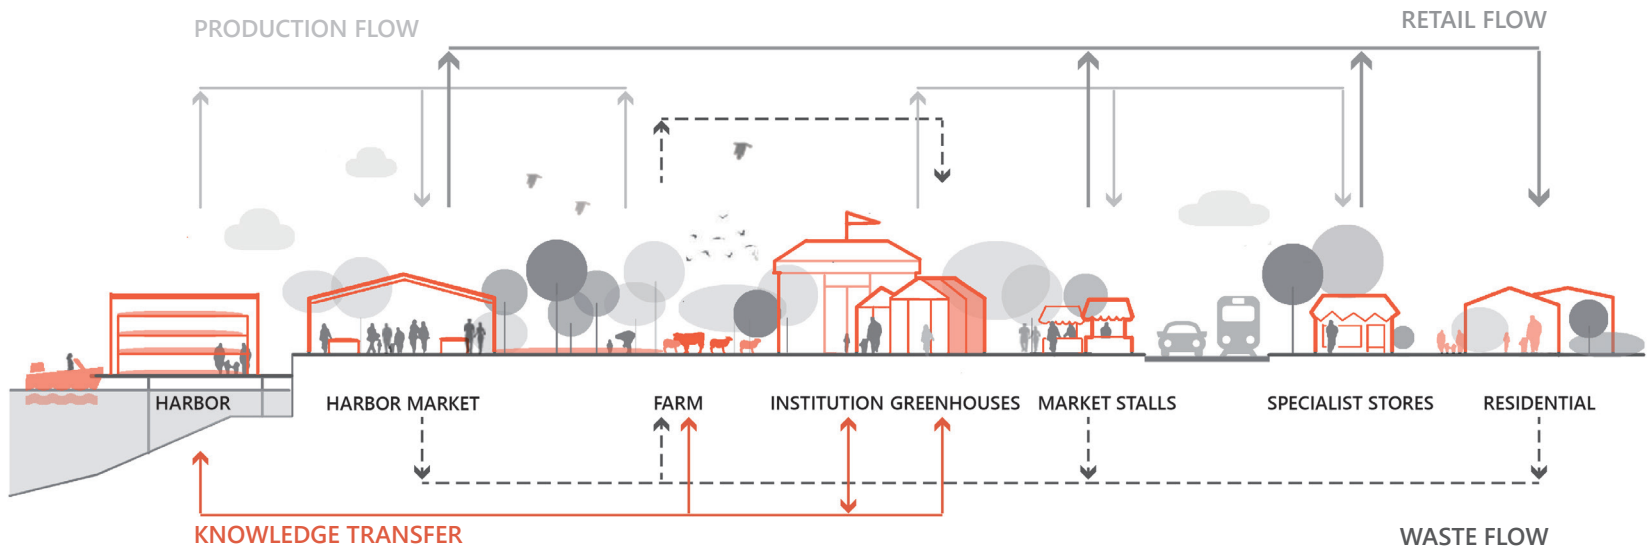 PRODUCTION FLOW
RETAIL FLOW
HARBOR
HARBOR MARKET
FARM
INSTITUTION GREENHOUSES
MARKET STALLS
SPECIALIST STORES
RESIDENTIAL
KNOWLEDGE TRANSFER
WASTE FLOW